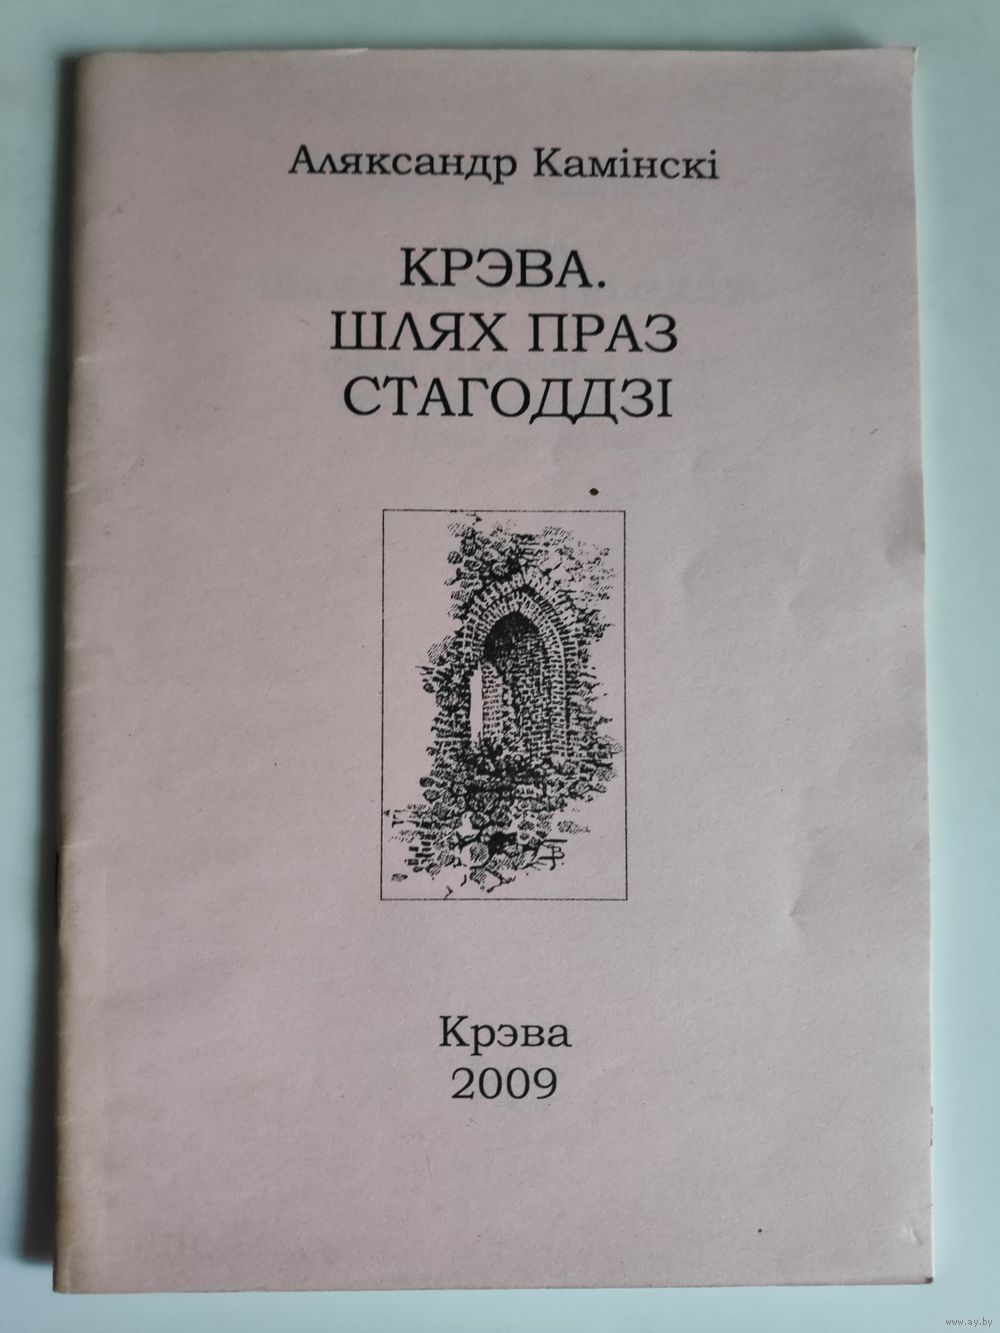 Аляксандр Камінскі
КРЭВА.
ШЛЯХ ПРАЗ
СТАГОДДЗІ
Крэва
2009
www.ay.by